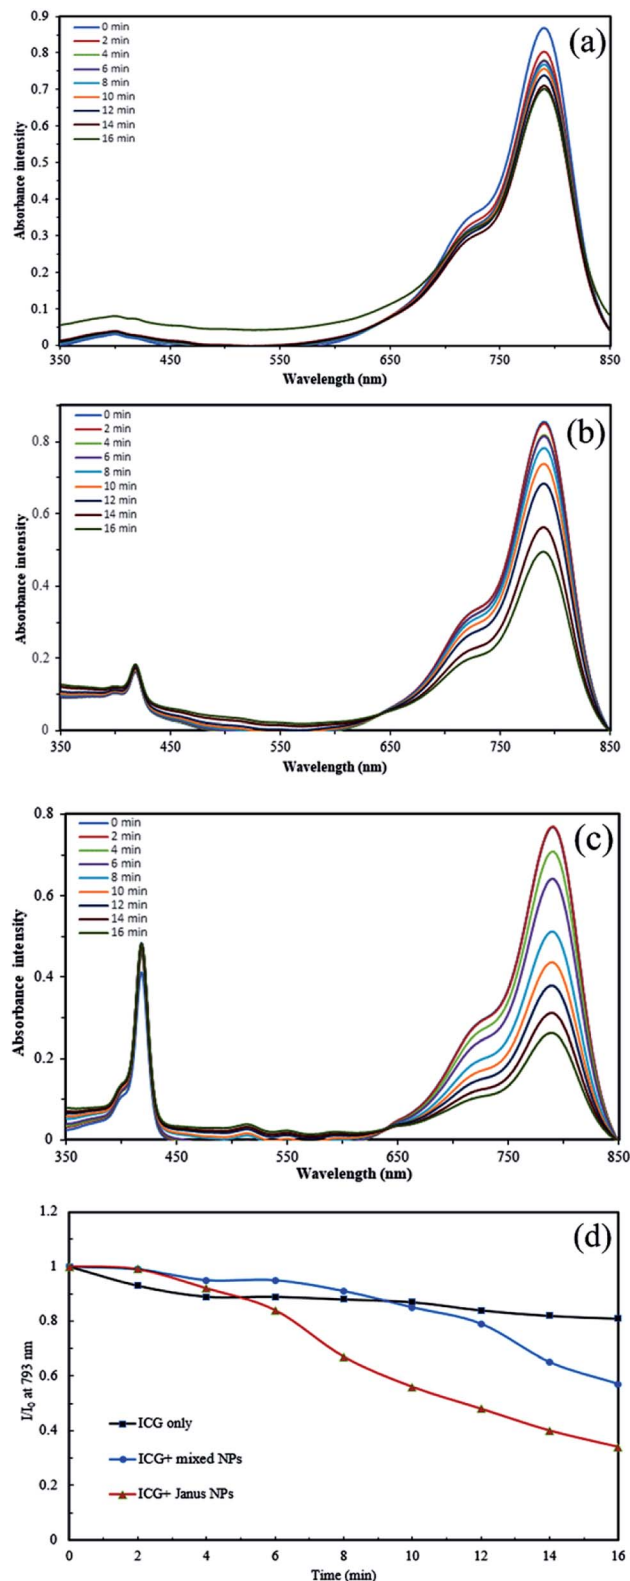 (a)
0 min
2 min
4 min
6 min
8 min
10 min
12 min
14 min
16 min
Absorbance intensity
0.9
0.8
0.7
0.6
0.5
0.4
0.3
0.2
0.1
0
350 450 550 650 750 850
Wavelength (nm)
(b)
0 min
2 min
4 min
6 min
8 min
10 min
12 min
14 min
16 min
Absorbance intensity
0.8
0.6
0.4
0.2
0
350 450 550 650 750 850
Wavelength (nm)
(c)
0 min
2 min
4 min
6 min
8 min
10 min
12 min
14 min
16 min
Absorbance intensity
0.8
0.6
0.4
0.2
0
350 450 550 650 750 850
Wavelength (nm)
(d)
I/I0 at 793 nm
1.2
1
0.8
0.6
0.4
0.2
0
ICG only
ICG+ mixed NPs
ICG+ Janus NPs
0 2 4 6 8 10 12 14 16
Time (min)